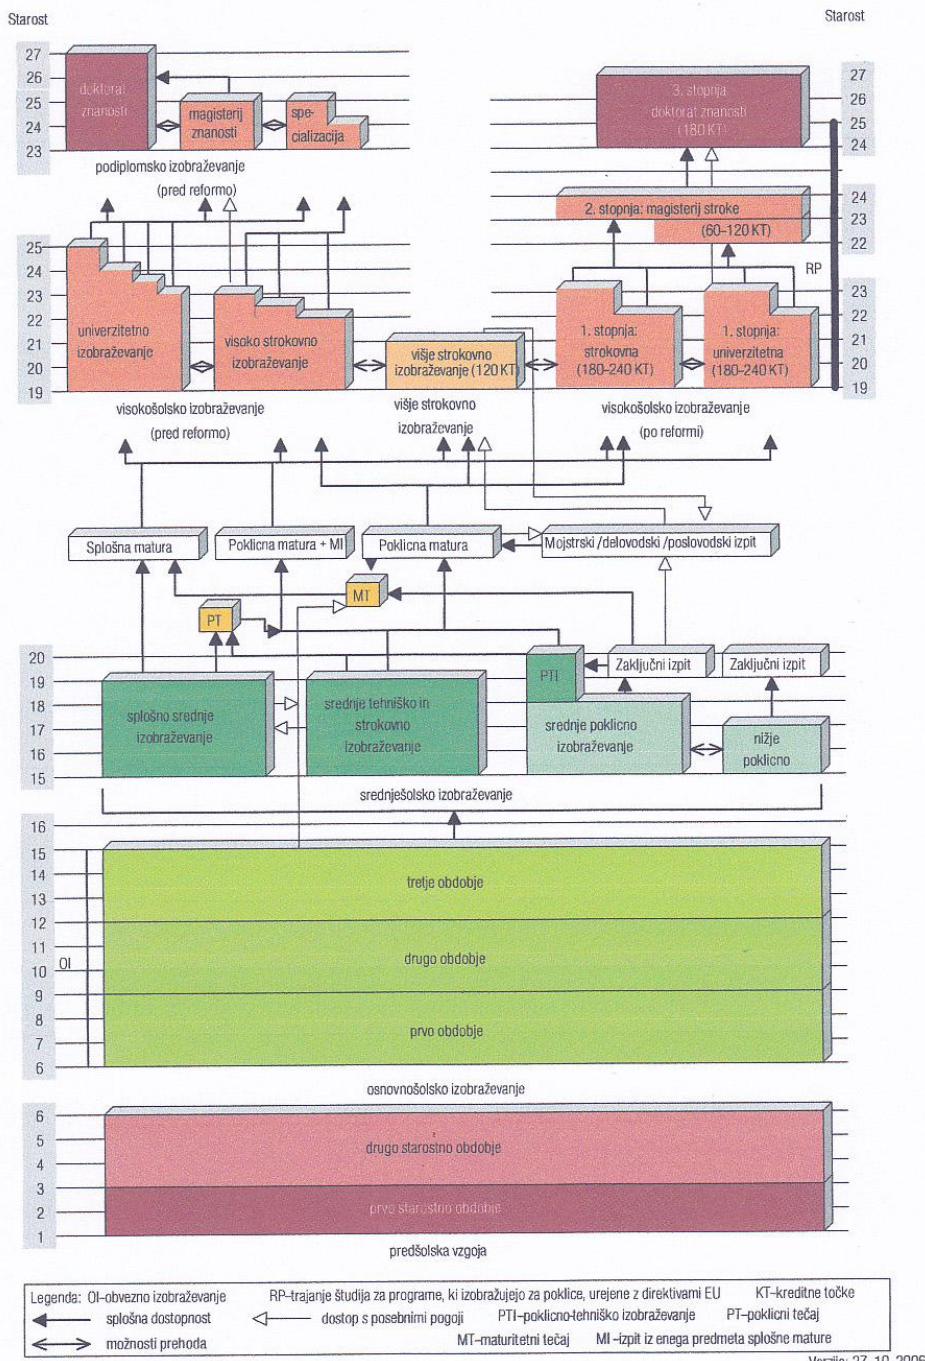 Starost
Starost
27
26
25
24
23
doktorat
znanosti
magisterij
znanosti
spe-
cializacija
podiplomsko izobraževanje
(pred reformo)
27
26
25
24
3. stopnja
doktorat znanosti
(180 KT)
24
23
22
2. stopnja: magisterij stroke
(60–120 KT)
RP
25
24
23
22
21
20
19
univerzitetno
izobraževanje
visoko strokovno
izobraževanje
višje strokovno
izobraževanje (120 KT)
1. stopnja:
strokovna
(180–240 KT)
1. stopnja:
univerzitetna
(180–240 KT)
23
22
21
20
19
visokošolsko izobraževanje
(pred reformo)
višje strokovno
izobraževanje
visokošolsko izobraževanje
(po reformi)
Splošna matura
Poklicna matura + MI
Poklicna matura
Mojstrski /delovodski /poslovodski izpit
MT
PT
20
19
18
17
16
15
splošno srednje
izobraževanje
srednje tehniško in
strokovno
izobraževanje
PTI
srednje poklicno
izobraževanje
Zaključni izpit
Zaključni izpit
nižje
poklicno
srednješolsko izobraževanje
16
15
14
13
12
11
10
9
8
7
6
OI
tretje obdobje
drugo obdobje
prvo obdobje
osnovnošolsko izobraževanje
6
5
4
3
2
1
drugo starostno obdobje
prvo starostno obdobje
predšolska vzgoja
Legenda: OI–obvezno izobraževanje RP–trajanje študija za programe, ki izobražujejo za poklice, urejene z direktivami EU KT–kreditne točke
splošna dostopnost dostop s posebnimi pogoji PTI–poklicno-tehniško izobraževanje PT–poklicni tečaj
možnosti prehoda MT–maturitetni tečaj MI –izpit iz enega predmeta splošne mature
Verzija: 27. 10. 2006